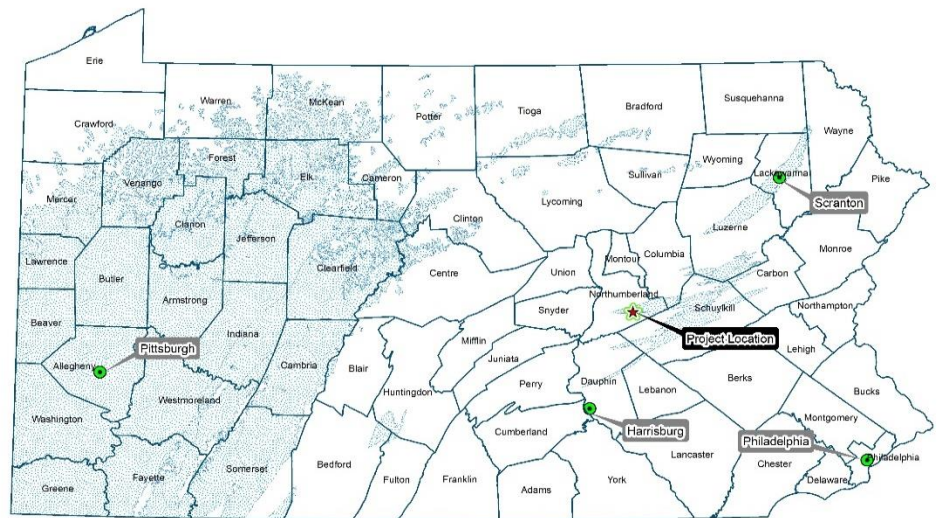 Erie
Warren
McKean
Susquehanna
Crawford
Potter
Tioga
Bradford
Wayne
Forest
Wyoming
Venango
Elk
Cameron
Sullivan
Lackawanna
Pike
Mercer
Lycoming
Scranton
Clarion
Clinton
Jefferson
Luzerne
Monroe
Lawrence
Clearfield
Montour
Columbia
Butler
Centre
Union
Carbon
Armstrong
Northumberland
Northampton
Beaver
Snyder
Schuylkill
Indiana
Mifflin
Project Location
Pittsburgh
Lehigh
Allegheny
Cambria
Blair
Juniata
Huntingdon
Perry
Dauphin
Lebanon
Berks
Bucks
Westmoreland
Washington
Montgomery
Cumberland
Harrisburg
Philadelphia
Lancaster
Philadelphia
Bedford
Somerset
Fayette
Greene
Fulton
Franklin
Adams
York
Chester
Delaware